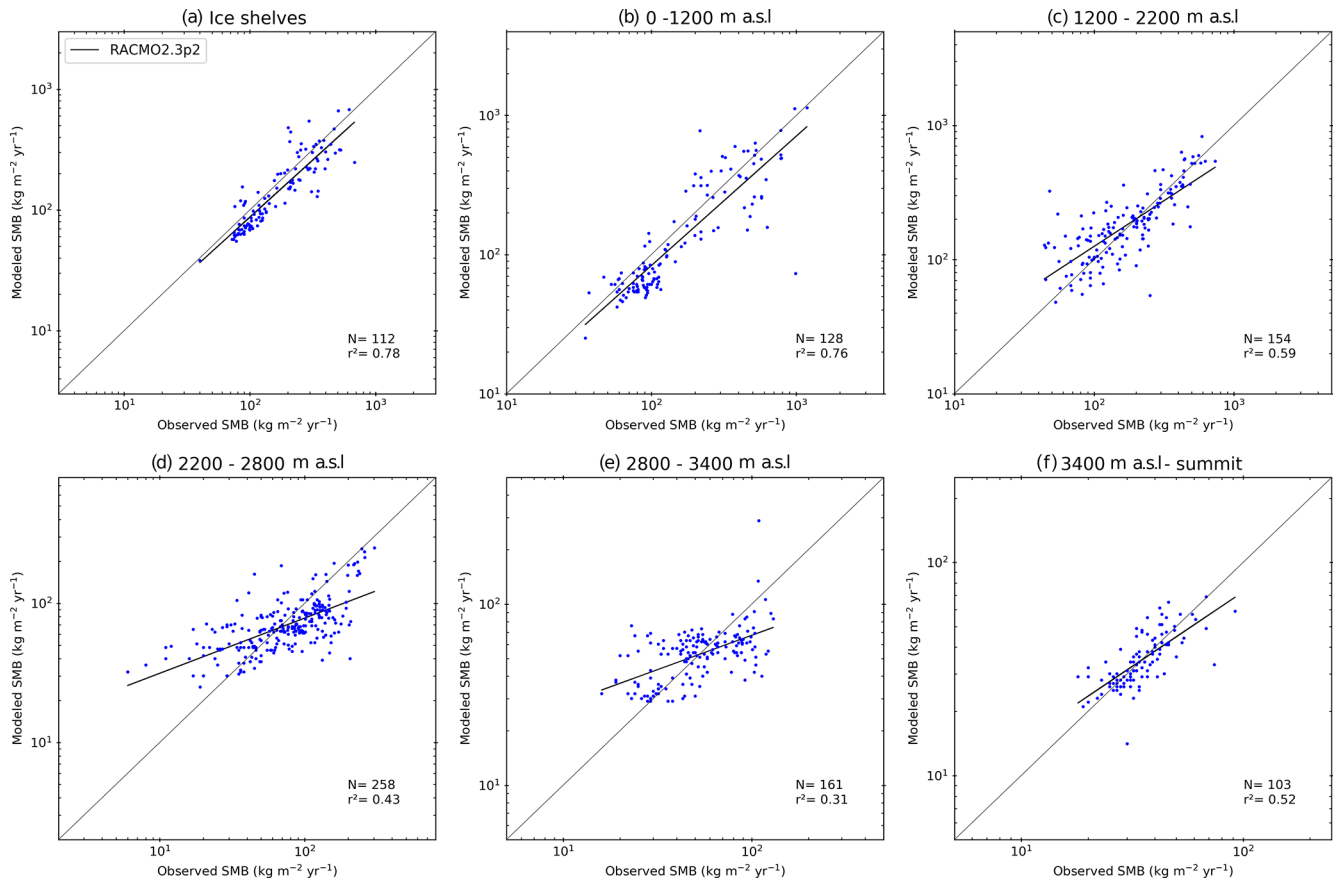 (a) Ice shelves
RACMO2.3p2
10³
10²
10¹
10¹ 10² 10³
Modeled SMB (kg m⁻² yr⁻¹)
Observed SMB (kg m⁻² yr⁻¹)
N= 112
r²= 0.78
(b) 0 -1200 m a.s.l
10³
10²
10¹
10¹ 10² 10³
Modeled SMB (kg m⁻² yr⁻¹)
Observed SMB (kg m⁻² yr⁻¹)
N= 128
r²= 0.76
(c) 1200 - 2200 m a.s.l
10³
10²
10¹
10¹ 10² 10³
Modeled SMB (kg m⁻² yr⁻¹)
Observed SMB (kg m⁻² yr⁻¹)
N= 154
r²= 0.59
(d) 2200 - 2800 m a.s.l
10²
10¹
10¹ 10²
Modeled SMB (kg m⁻² yr⁻¹)
Observed SMB (kg m⁻² yr⁻¹)
N= 258
r²= 0.43
(e) 2800 - 3400 m a.s.l
10²
10¹
10¹ 10²
Modeled SMB (kg m⁻² yr⁻¹)
Observed SMB (kg m⁻² yr⁻¹)
N= 161
r²= 0.31
(f) 3400 m a.s.l - summit
10²
10¹
10¹ 10²
Modeled SMB (kg m⁻² yr⁻¹)
Observed SMB (kg m⁻² yr⁻¹)
N= 103
r²= 0.52